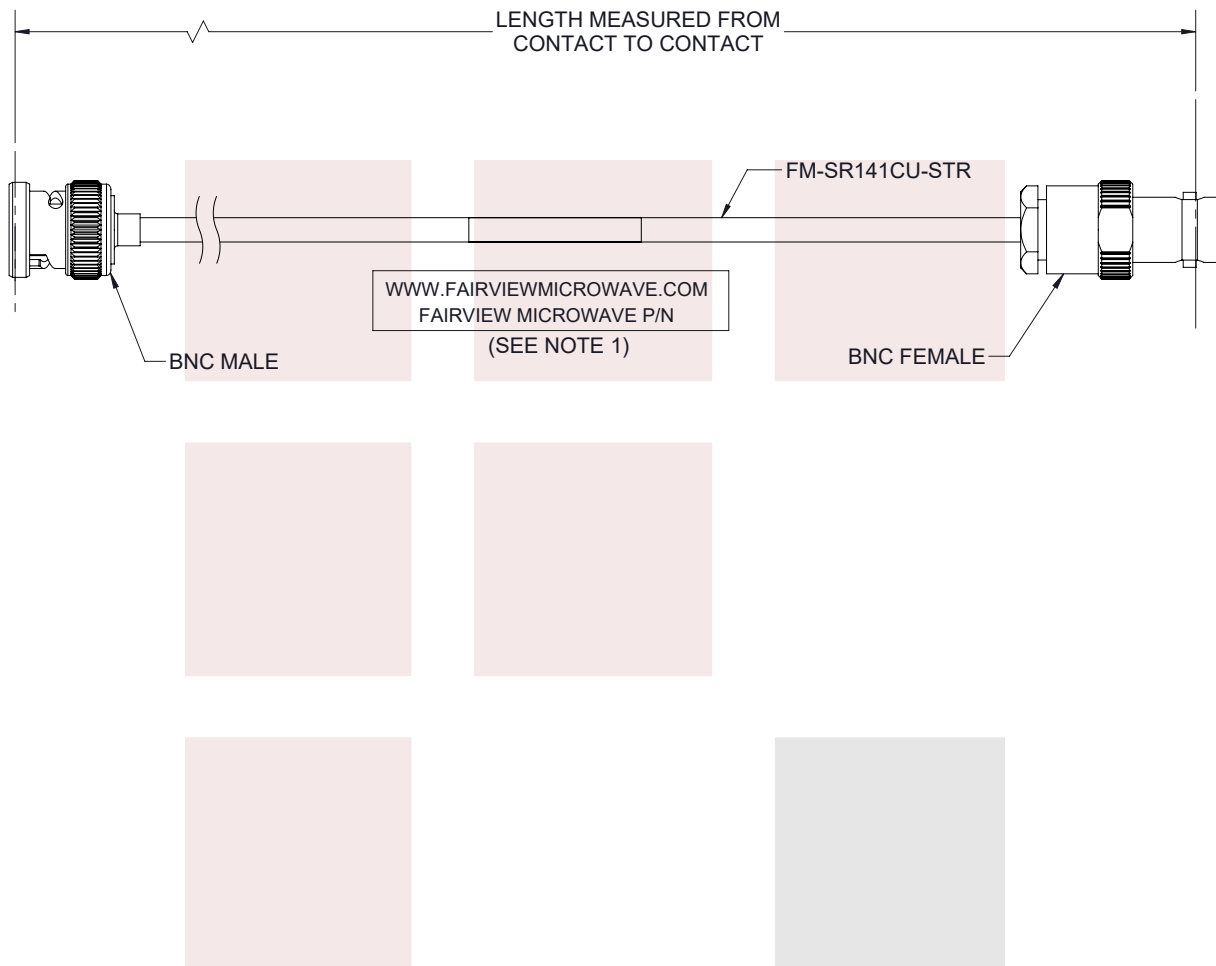 LENGTH MEASURED FROM
CONTACT TO CONTACT
FM-SR141CU-STR
WWW.FAIRVIEWMICROWAVE.COM
FAIRVIEW MICROWAVE P/N
(SEE NOTE 1)
BNC MALE
BNC FEMALE